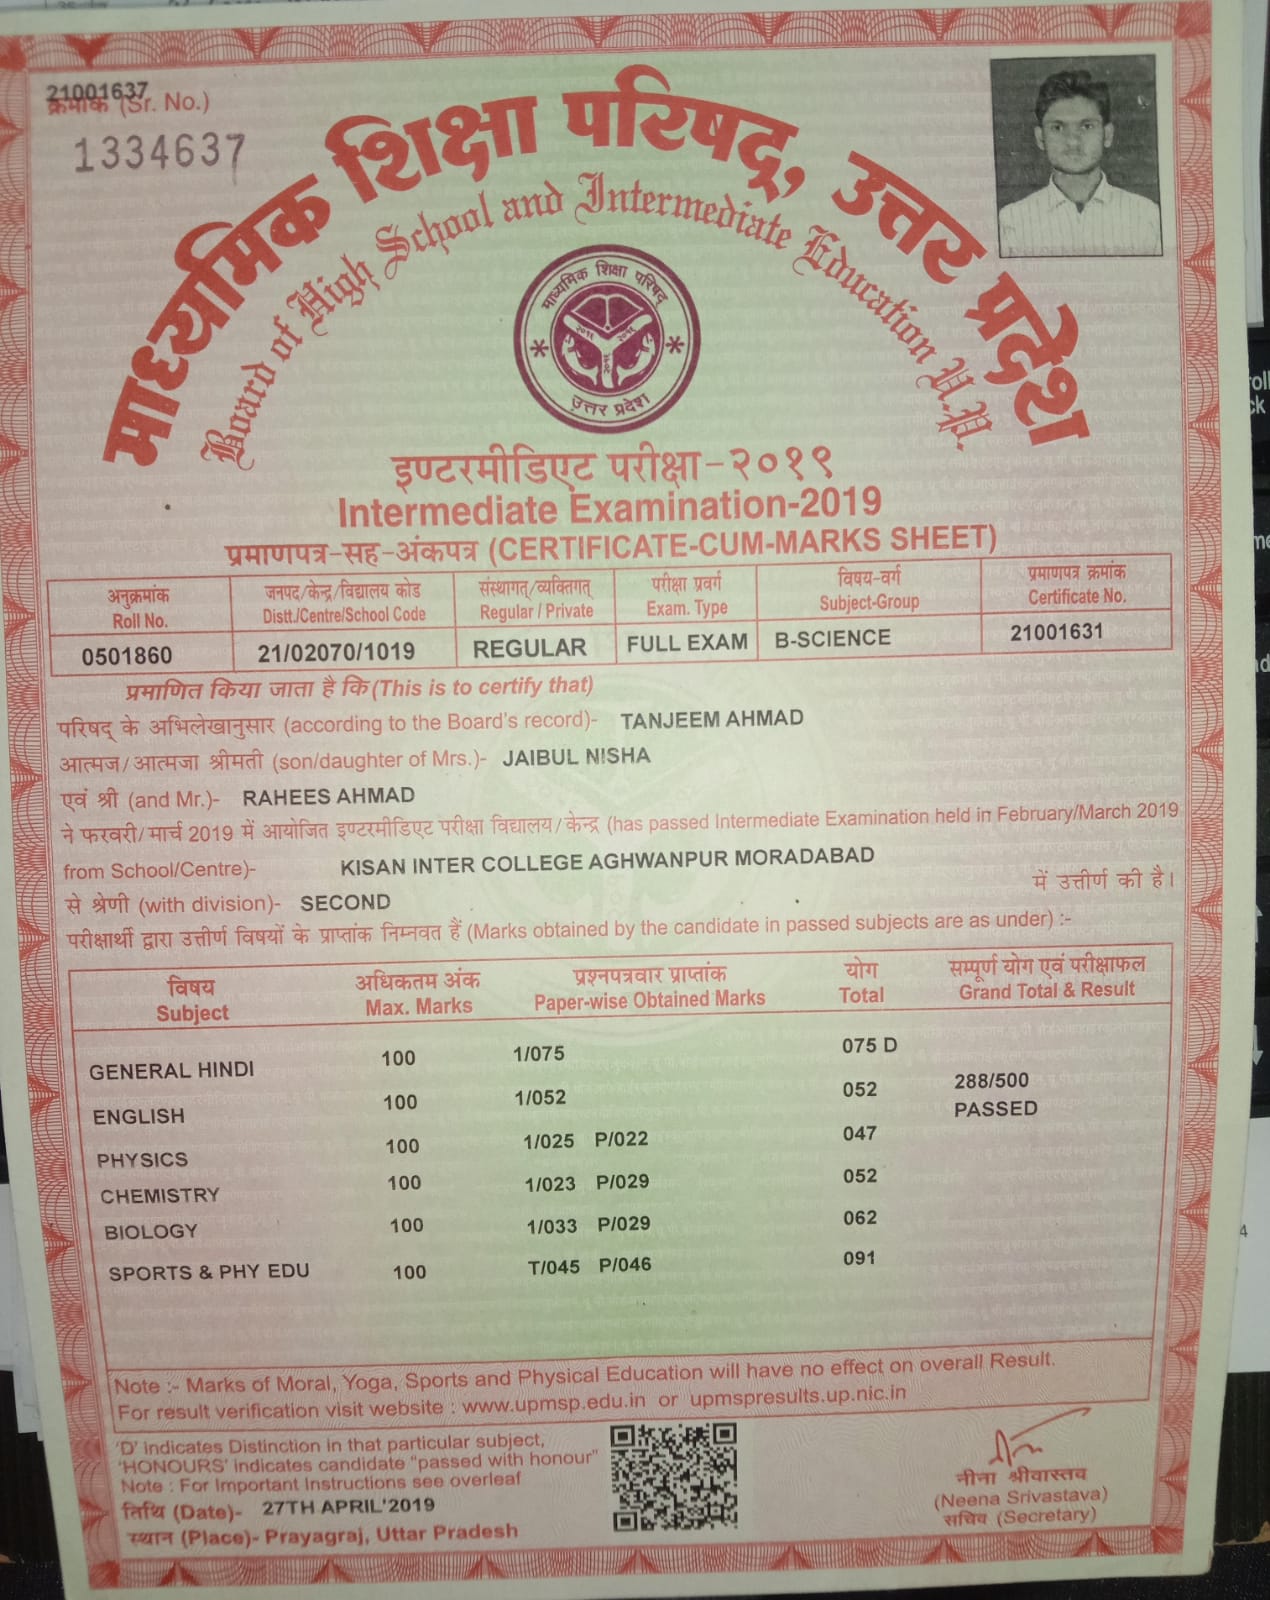 21001637
क्रमांक (Sr. No.)
1334637
माध्यमिक शिक्षा परिषद्, उत्तर प्रदेश
Board of High School and Intermediate Education U.P.
माध्यमिक शिक्षा परिषद्
उत्तर प्रदेश
इण्टरमीडिएट परीक्षा-२०१९
Intermediate Examination-2019
प्रमाणपत्र-सह-अंकपत्र (CERTIFICATE-CUM-MARKS SHEET)
अनुक्रमांक जनपद/केन्द्र/विद्यालय कोड संस्थागत्/व्यक्तिगत् परीक्षा प्रवर्ग विषय-वर्ग प्रमाणपत्र क्रमांक
Roll No. Distt./Centre/School Code Regular / Private Exam. Type Subject-Group Certificate No.
0501860 21/02070/1019 REGULAR FULL EXAM B-SCIENCE 21001631
प्रमाणित किया जाता है कि (This is to certify that)
परिषद् के अभिलेखानुसार (according to the Board's record)- TANJEEM AHMAD
आत्मज/आत्मजा श्रीमती (son/daughter of Mrs.)- JAIBUL NISHA
एवं श्री (and Mr.)- RAHEES AHMAD
ने फरवरी/मार्च 2019 में आयोजित इण्टरमीडिएट परीक्षा विद्यालय/केन्द्र (has passed Intermediate Examination held in February/March 2019
from School/Centre)- KISAN INTER COLLEGE AGHWANPUR MORADABAD
से श्रेणी (with division)- SECOND में उत्तीर्ण की है।
परीक्षार्थी द्वारा उत्तीर्ण विषयों के प्राप्तांक निम्नवत हैं (Marks obtained by the candidate in passed subjects are as under) :-
विषय अधिकतम अंक प्रश्नपत्रवार प्राप्तांक योग सम्पूर्ण योग एवं परीक्षाफल
Subject Max. Marks Paper-wise Obtained Marks Total Grand Total & Result
GENERAL HINDI 100 1/075 075 D
ENGLISH 100 1/052 052 288/500
PASSED
PHYSICS 100 1/025 P/022 047
CHEMISTRY 100 1/023 P/029 052
BIOLOGY 100 1/033 P/029 062
SPORTS & PHY EDU 100 T/045 P/046 091
Note :- Marks of Moral, Yoga, Sports and Physical Education will have no effect on overall Result.
For result verification visit website : www.upmsp.edu.in or upmspresults.up.nic.in
'D' indicates Distinction in that particular subject,
'HONOURS' indicates candidate "passed with honour"
Note : For Important Instructions see overleaf
तिथि (Date)- 27TH APRIL'2019
स्थान (Place)- Prayagraj, Uttar Pradesh
नीना श्रीवास्तव
(Neena Srivastava)
सचिव (Secretary)